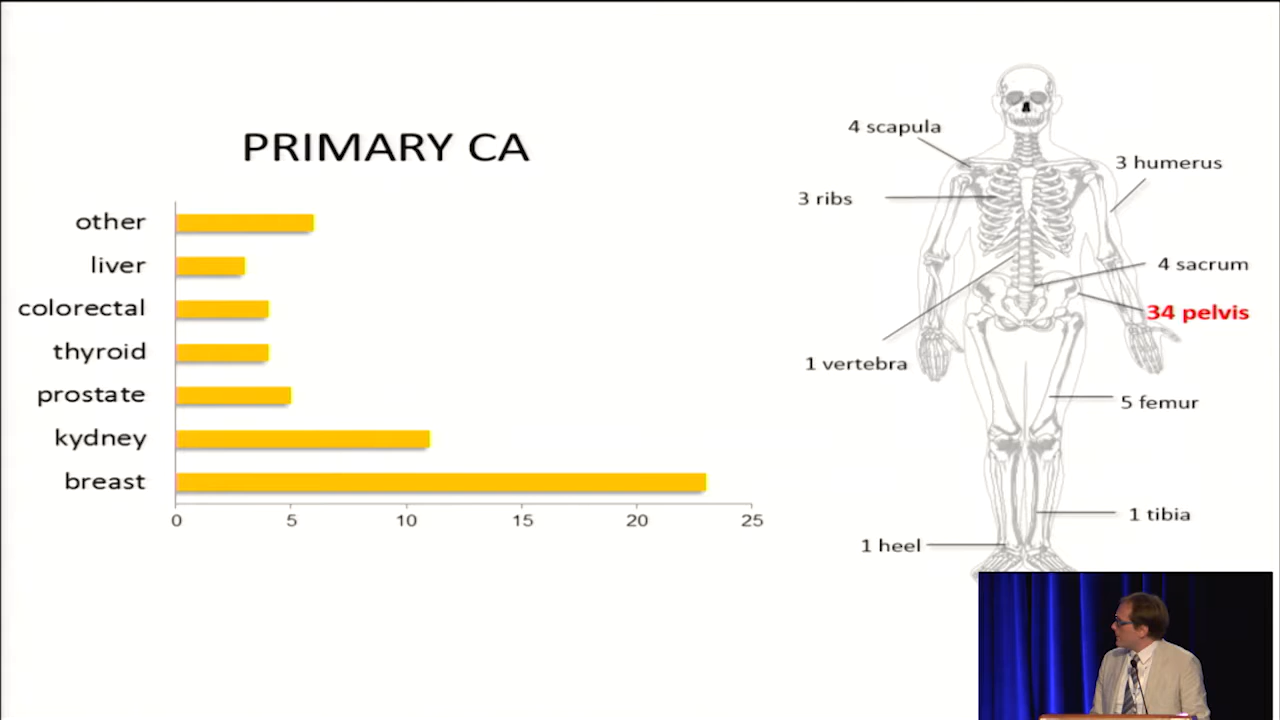 PRIMARY CA
other
liver
colorectal
thyroid
prostate
kydney
breast
0 5 10 15 20 25
4 scapula
3 humerus
3 ribs
4 sacrum
34 pelvis
1 vertebra
5 femur
1 tibia
1 heel